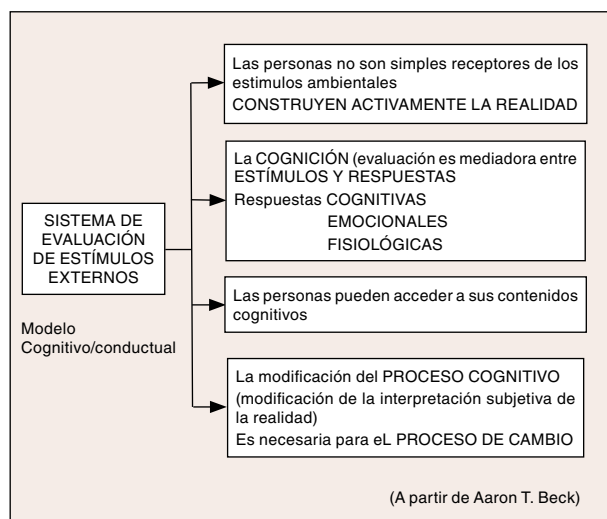 Las personas no son simples receptores de los
estimulos ambientales
CONSTRUYEN ACTIVAMENTE LA REALIDAD
La COGNICIÓN (evaluación es mediadora entre
ESTÍMULOS Y RESPUESTAS
Respuestas COGNITIVAS
EMOCIONALES
FISIOLÓGICAS
SISTEMA DE
EVALUACIÓN
DE ESTÍMULOS
EXTERNOS
Modelo
Cognitivo/conductual
Las personas pueden acceder a sus contenidos
cognitivos
La modificación del PROCESO COGNITIVO
(modificación de la interpretación subjetiva de
la realidad)
Es necesaria para eL PROCESO DE CAMBIO
(A partir de Aaron T. Beck)